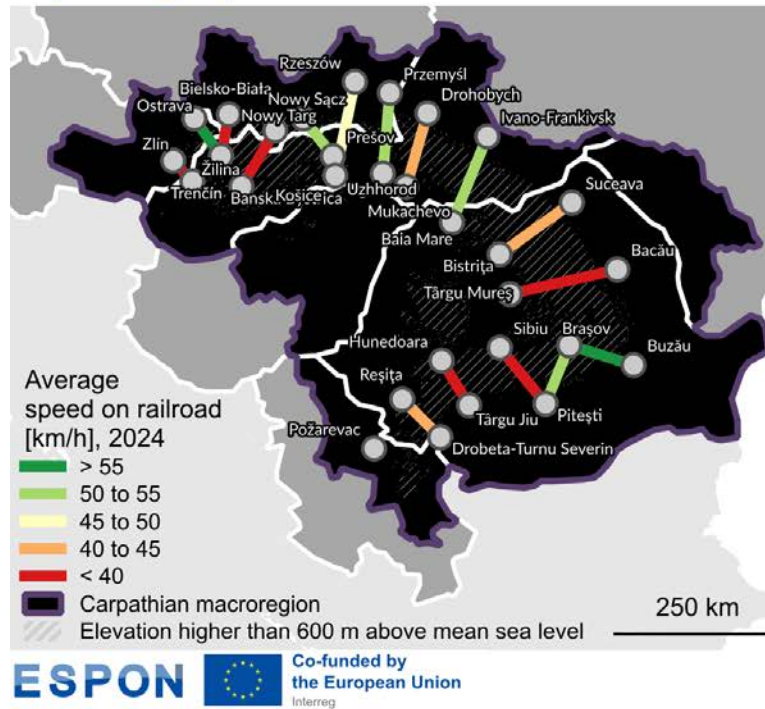 Rzeszów
Przemyśl
Bielsko-Biała
Drohobych
Ostrava
Nowy Sącz
Nowy Targ
Ivano-Frankivsk
Zlín
Prešov
Žilina
Uzhhorod
Trenčín
Košice
Suceava
Mukachevo
Baia Mare
Bistrița
Bacău
Târgu Mureș
Sibiu
Brașov
Hunedoara
Buzău
Reșița
Târgu Jiu
Pitești
Požarevac
Drobeta-Turnu Severin
Average
speed on railroad
[km/h], 2024
> 55
50 to 55
45 to 50
40 to 45
< 40
Carpathian macroregion
250 km
Elevation higher than 600 m above mean sea level
ESPON
Co-funded by
the European Union
Interreg